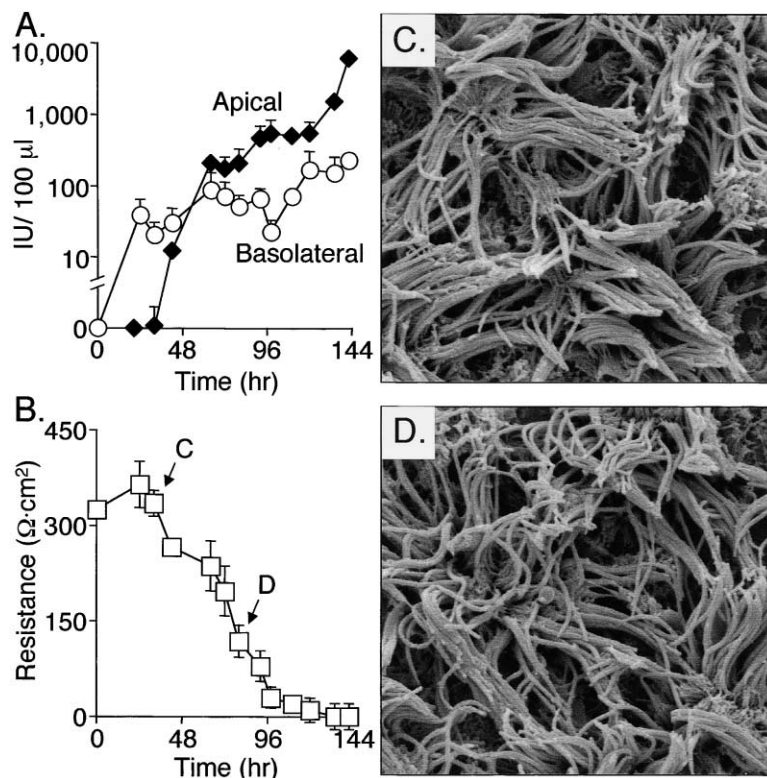 A.
10,000
1,000
100
10
0
IU/ 100 μl
Apical
Basolateral
0 48 96 144
Time (hr)
B.
450
300
150
0
Resistance (Ω·cm²)
C
D
0 48 96 144
Time (hr)
C.
D.